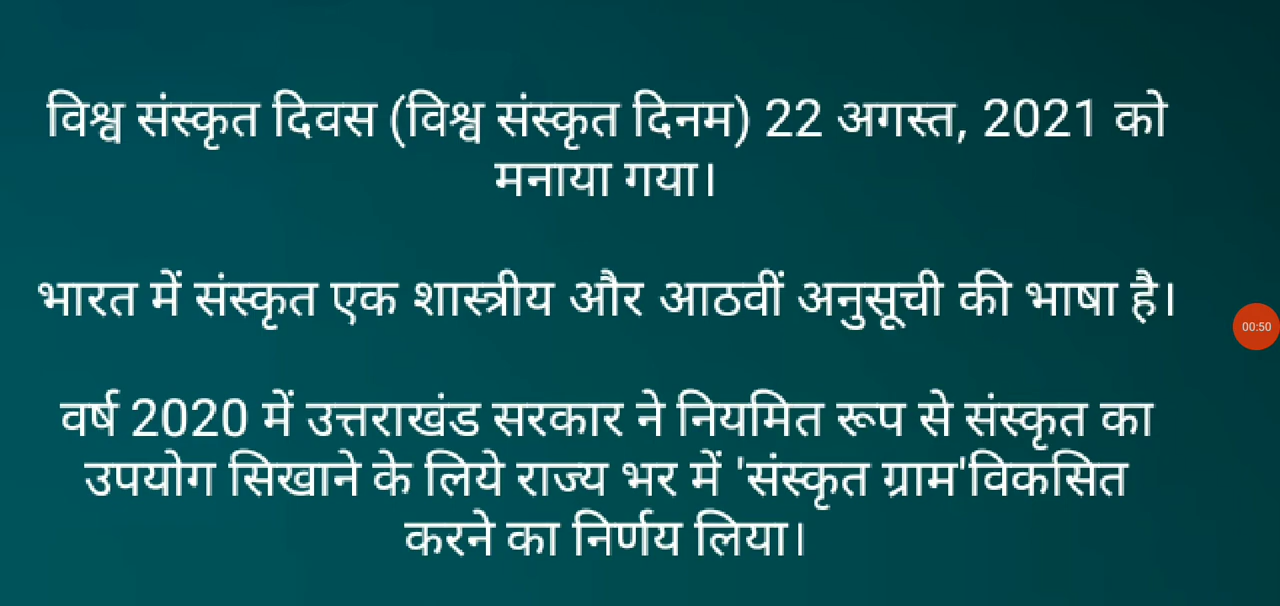 विश्व संस्कृत दिवस (विश्व संस्कृत दिनम) 22 अगस्त, 2021 को
मनाया गया।
भारत में संस्कृत एक शास्त्रीय और आठवीं अनुसूची की भाषा है।
00:50
वर्ष 2020 में उत्तराखंड सरकार ने नियमित रूप से संस्कृत का
उपयोग सिखाने के लिये राज्य भर में 'संस्कृत ग्राम'विकसित
करने का निर्णय लिया।